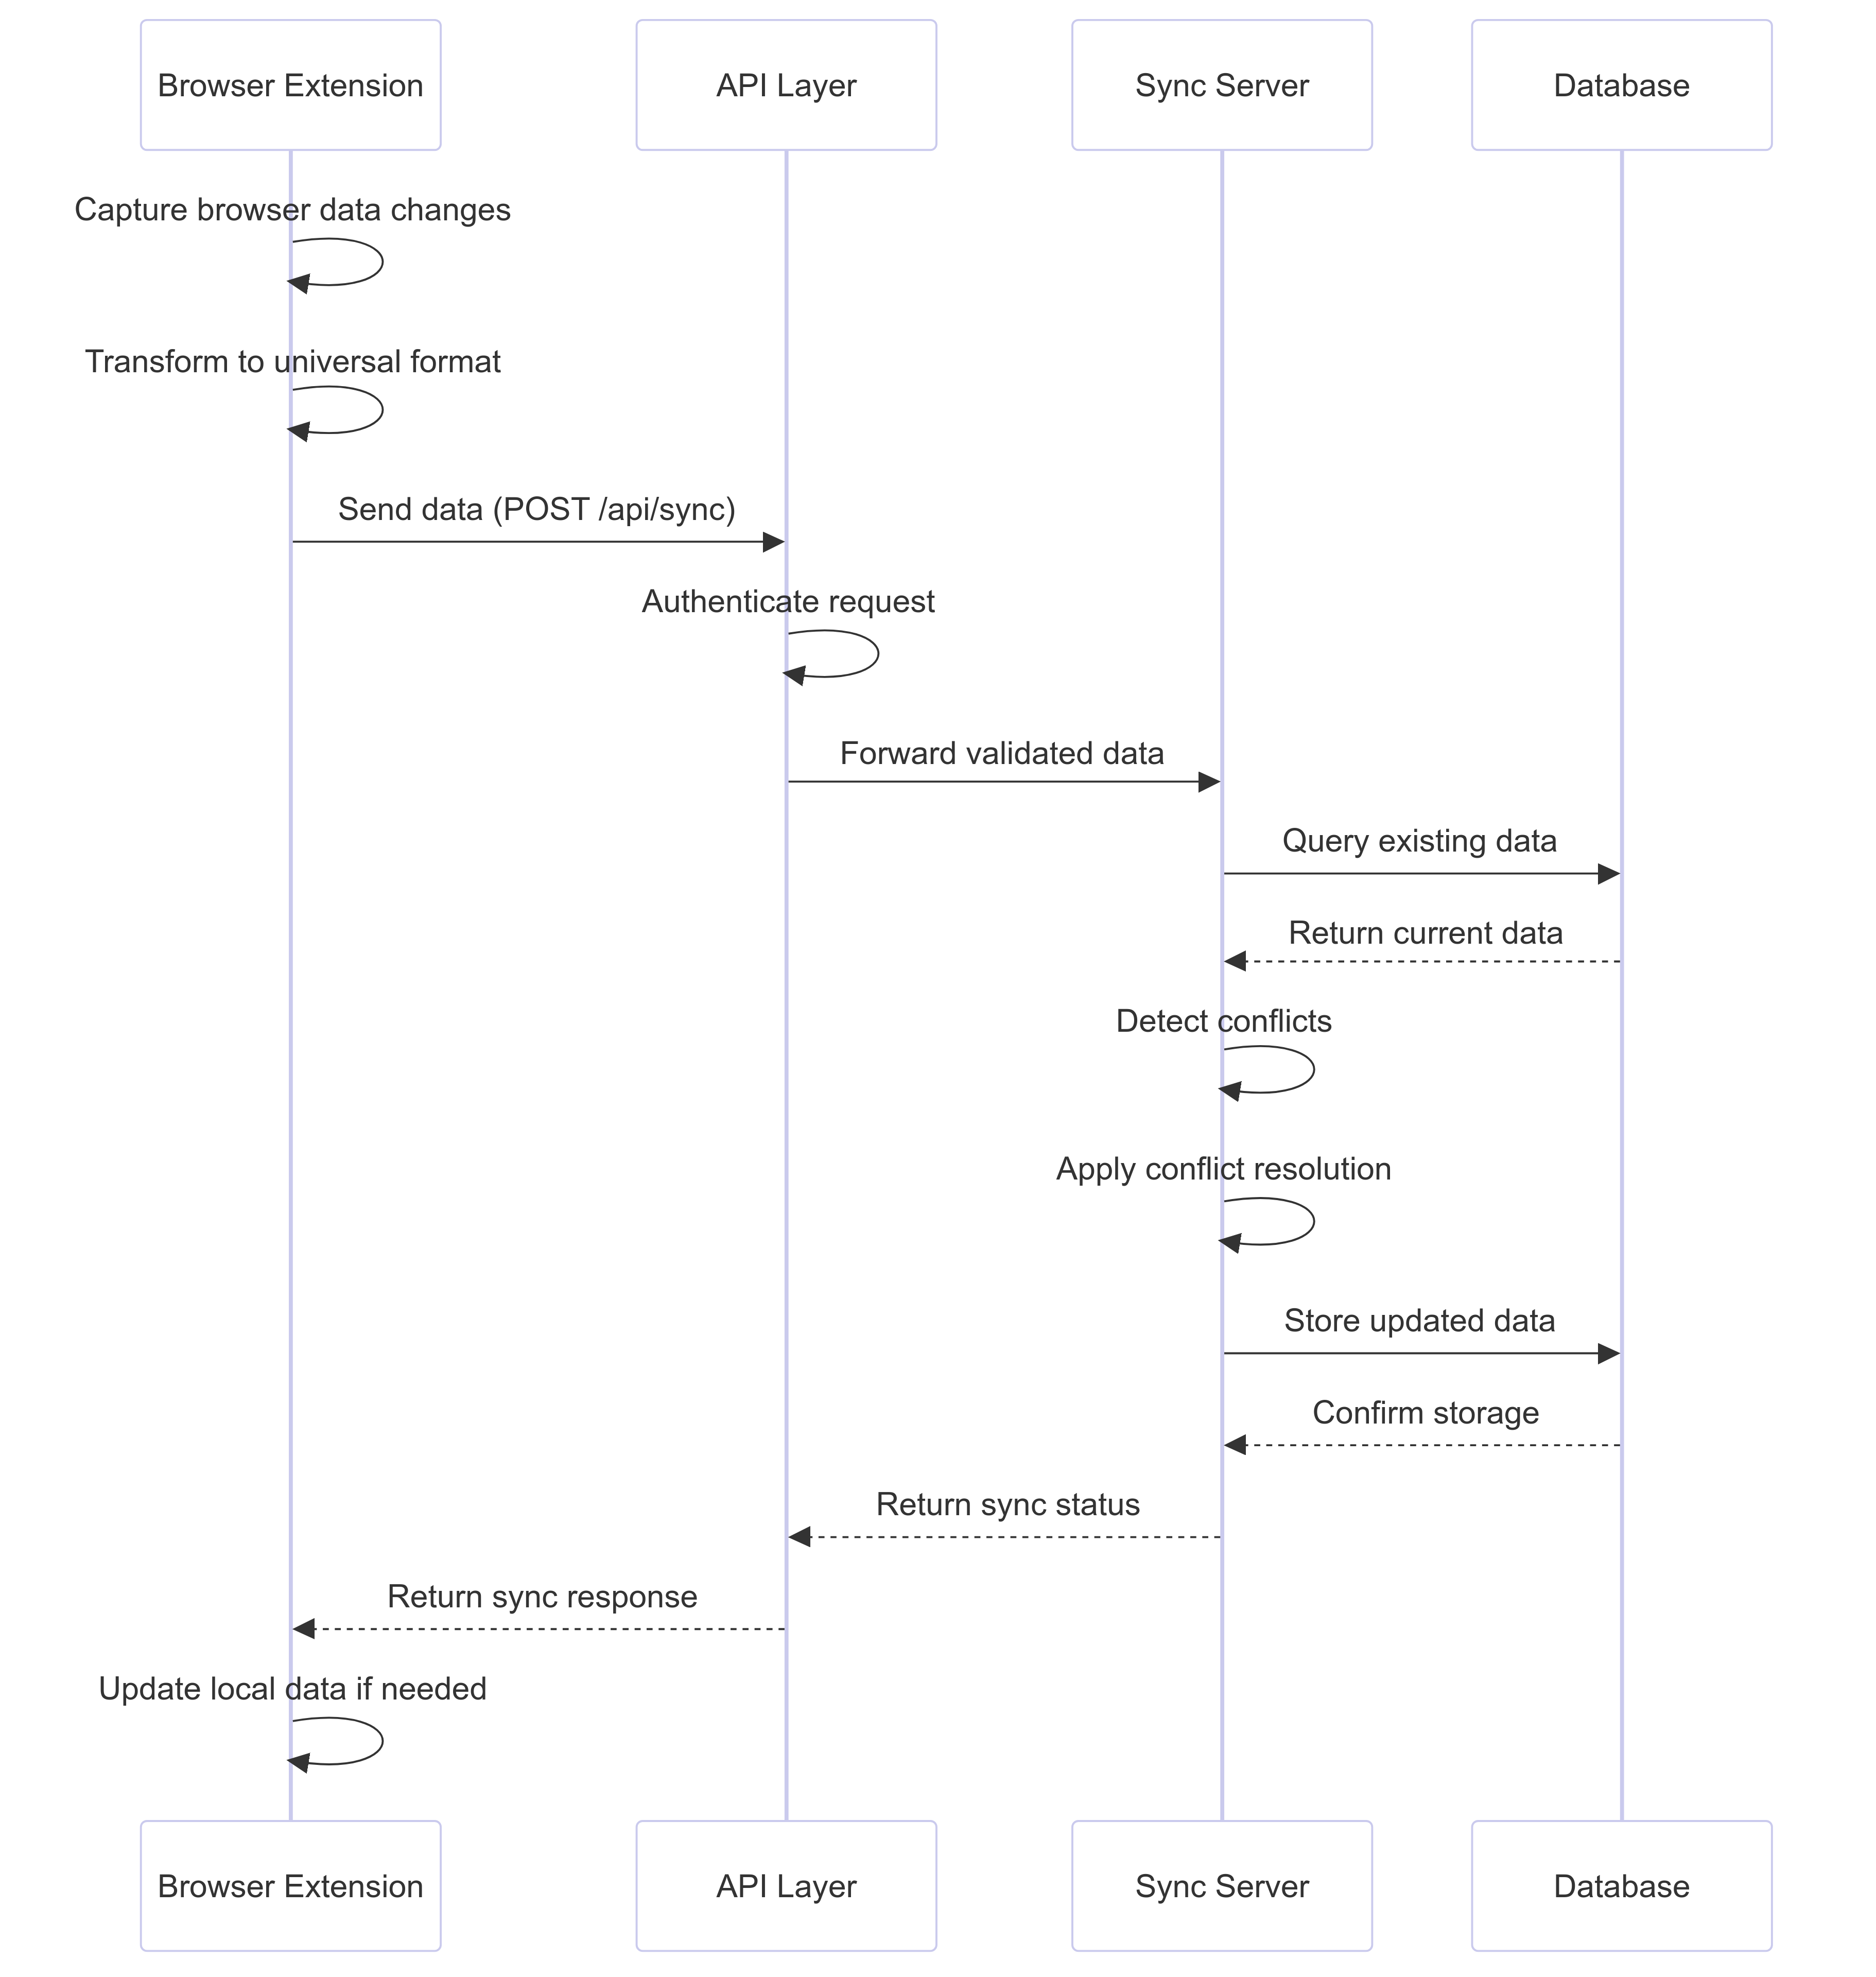 Browser Extension
API Layer
Sync Server
Database
Capture browser data changes
Transform to universal format
Send data (POST /api/sync)
Authenticate request
Forward validated data
Query existing data
Return current data
Detect conflicts
Apply conflict resolution
Store updated data
Confirm storage
Return sync status
Return sync response
Update local data if needed
Browser Extension
API Layer
Sync Server
Database